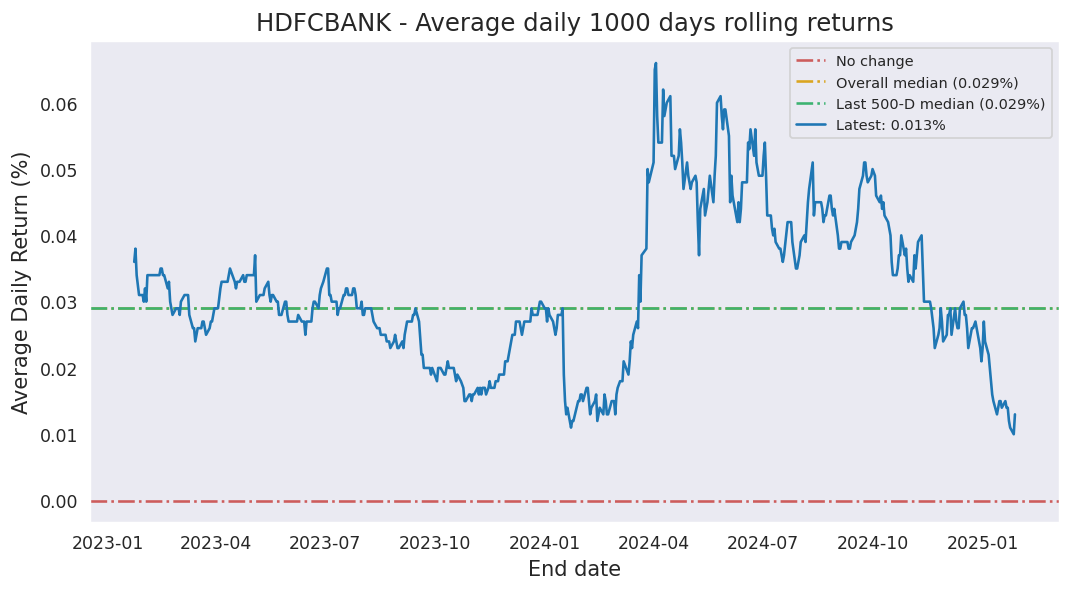 HDFCBANK - Average daily 1000 days rolling returns
No change
Overall median (0.029%)
Last 500-D median (0.029%)
Latest: 0.013%
Average Daily Return (%)
0.06
0.05
0.04
0.03
0.02
0.01
0.00
2023-01 2023-04 2023-07 2023-10 2024-01 2024-04 2024-07 2024-10 2025-01
End date